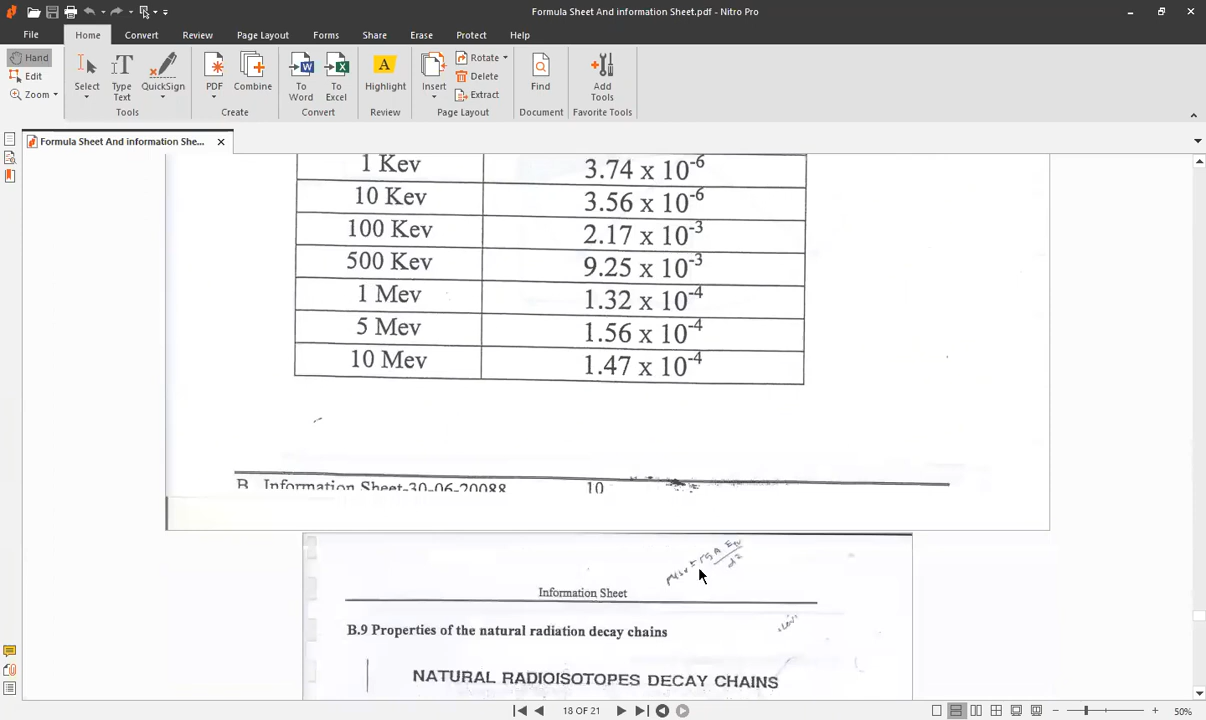 Formula Sheet And information Sheet.pdf - Nitro Pro
File Home Convert Review Page Layout Forms Share Erase Protect Help
Hand
Edit
Zoom
Select
Type Text
QuickSign
Tools
PDF
Combine
Create
To Word
To Excel
Convert
Highlight
Review
Insert
Rotate
Delete
Extract
Page Layout
Find
Document
Add Tools
Favorite Tools
Formula Sheet And information She...
1 Kev 3.74 x 10-6
10 Kev 3.56 x 10-6
100 Kev 2.17 x 10-3
500 Kev 9.25 x 10-3
1 Mev 1.32 x 10-4
5 Mev 1.56 x 10-4
10 Mev 1.47 x 10-4
B Information Sheet-30-06-20088 10
Information Sheet
B.9 Properties of the natural radiation decay chains
NATURAL RADIOISOTOPES DECAY CHAINS
18 OF 21
50%